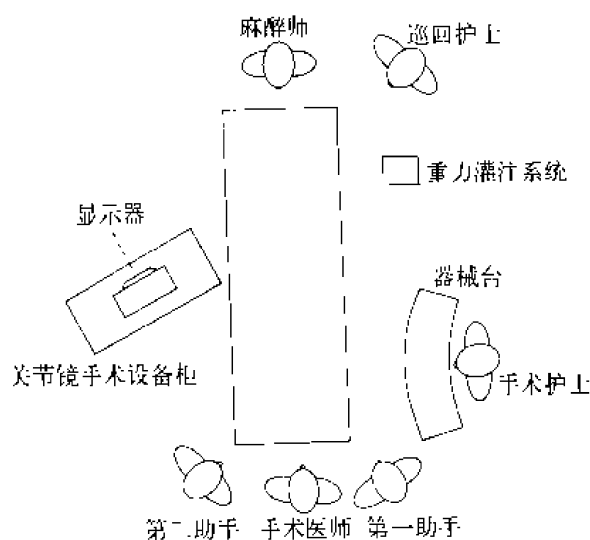 麻醉师
巡回护士
重力灌注系统
显示器
器械台
关节镜手术设备柜
手术护士
第二助手
手术医师
第一助手